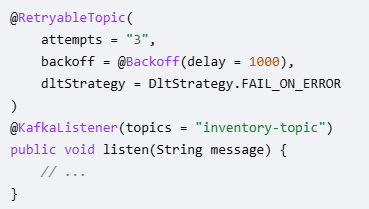 @RetryableTopic(
    attempts = "3",
    backoff = @Backoff(delay = 1000),
    dltStrategy = DltStrategy.FAIL_ON_ERROR
)
@KafkaListener(topics = "inventory-topic")
public void listen(String message) {
    // ...
}